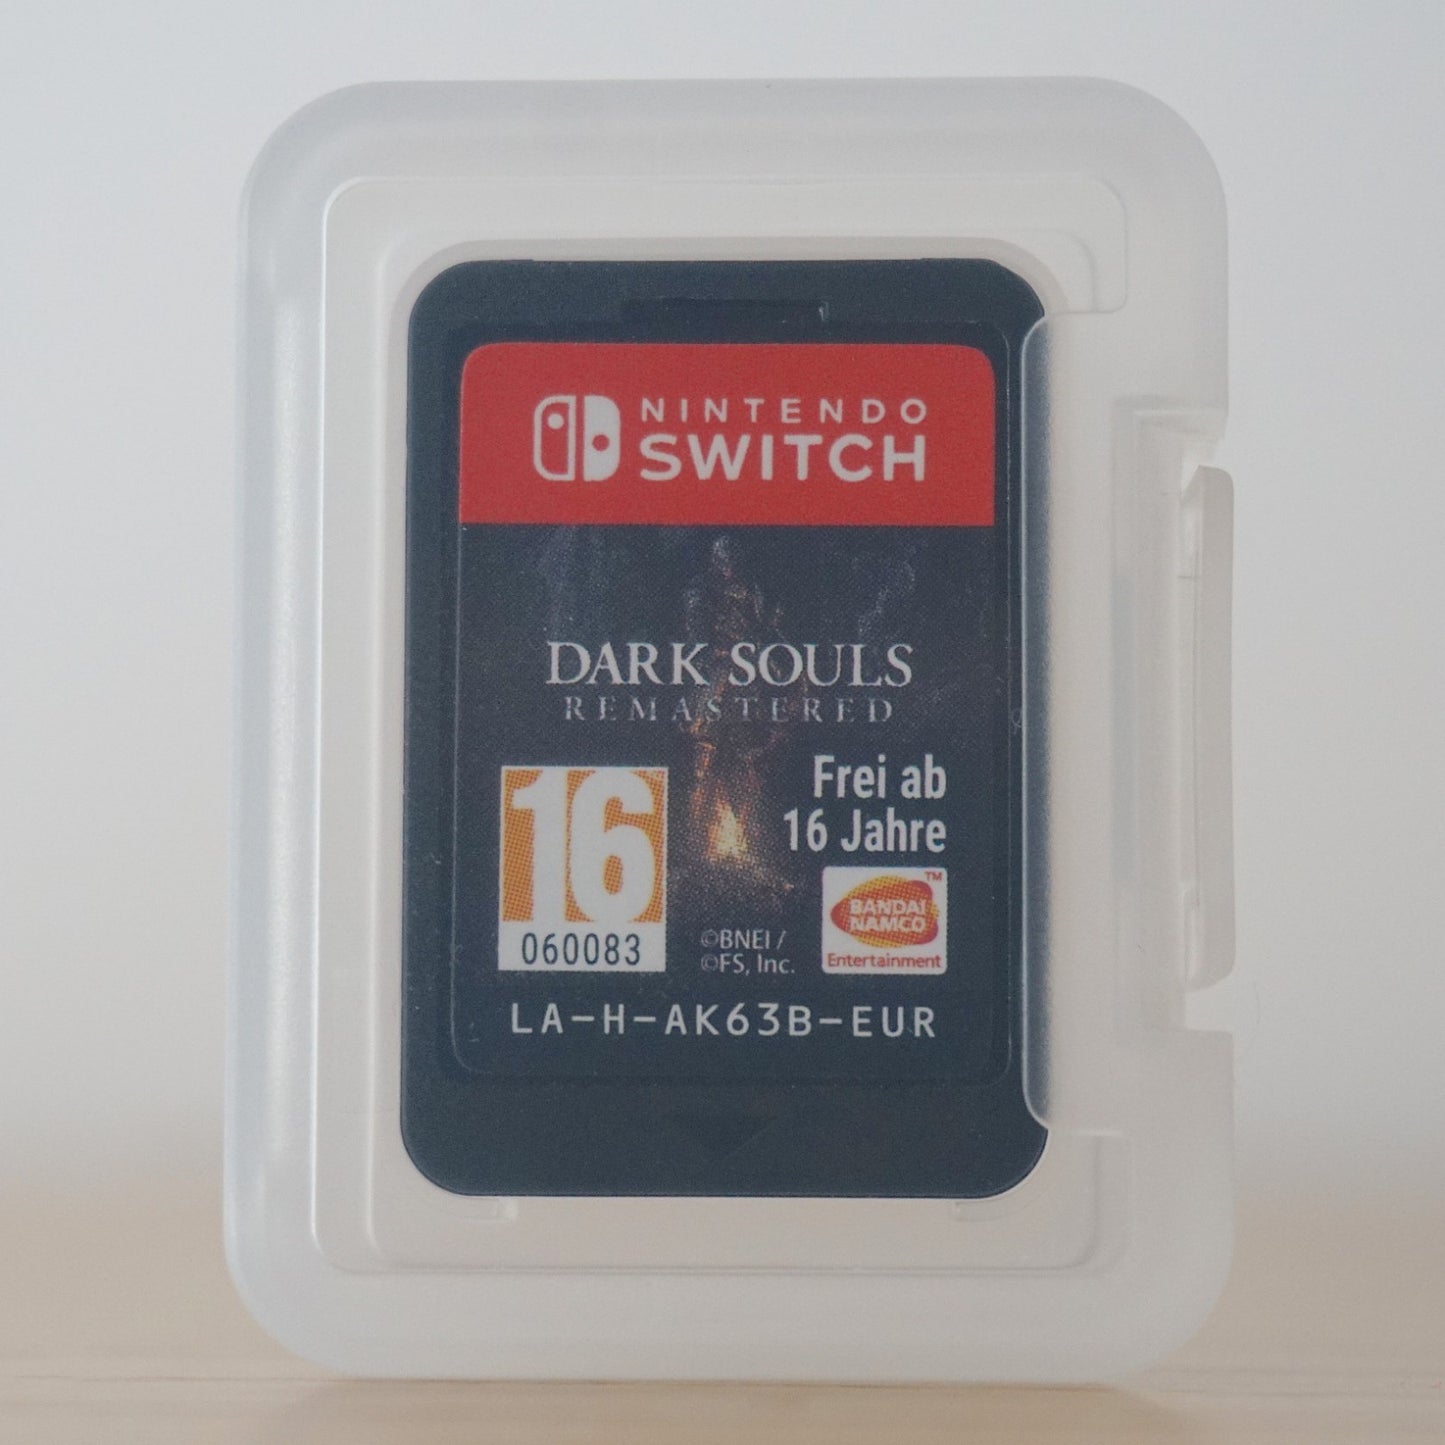 NINTENDO
SWITCH
DARK SOULS
REMASTERED
Frei ab
16 Jahre
16
060083
©BNEI /
©FS, Inc.
BANDAI
NAMCO
Entertainment
TM
LA-H-AK63B-EUR